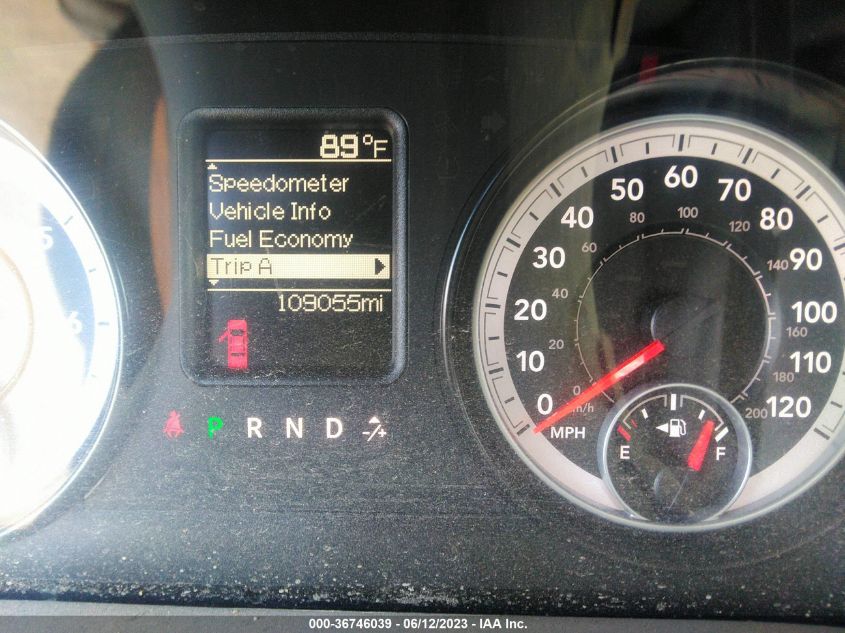 89°F
Speedometer
Vehicle Info
Fuel Economy
Trip A
109055mi
P R N D -/+
5
6
0 10 20 30 40 50 60 70 80 90 100 110 120
MPH
0 20 40 60 80 100 120 140 160 180 200
km/h
E F
000-36746039 - 06/12/2023 - IAA Inc.